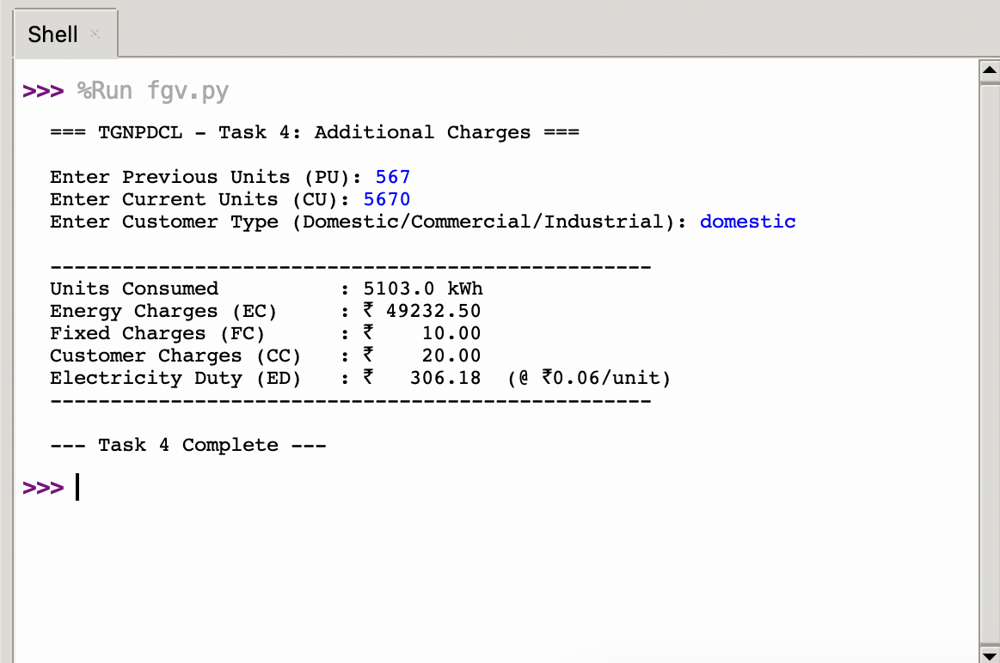 Shell ×
>>> %Run fgv.py
=== TGNPDCL - Task 4: Additional Charges ===
Enter Previous Units (PU): 567
Enter Current Units (CU): 5670
Enter Customer Type (Domestic/Commercial/Industrial): domestic
--------------------------------------------------
Units Consumed          : 5103.0 kWh
Energy Charges (EC)     : ₹ 49232.50
Fixed Charges (FC)      : ₹    10.00
Customer Charges (CC)   : ₹    20.00
Electricity Duty (ED)   : ₹   306.18  (@ ₹0.06/unit)
--------------------------------------------------
--- Task 4 Complete ---
>>>